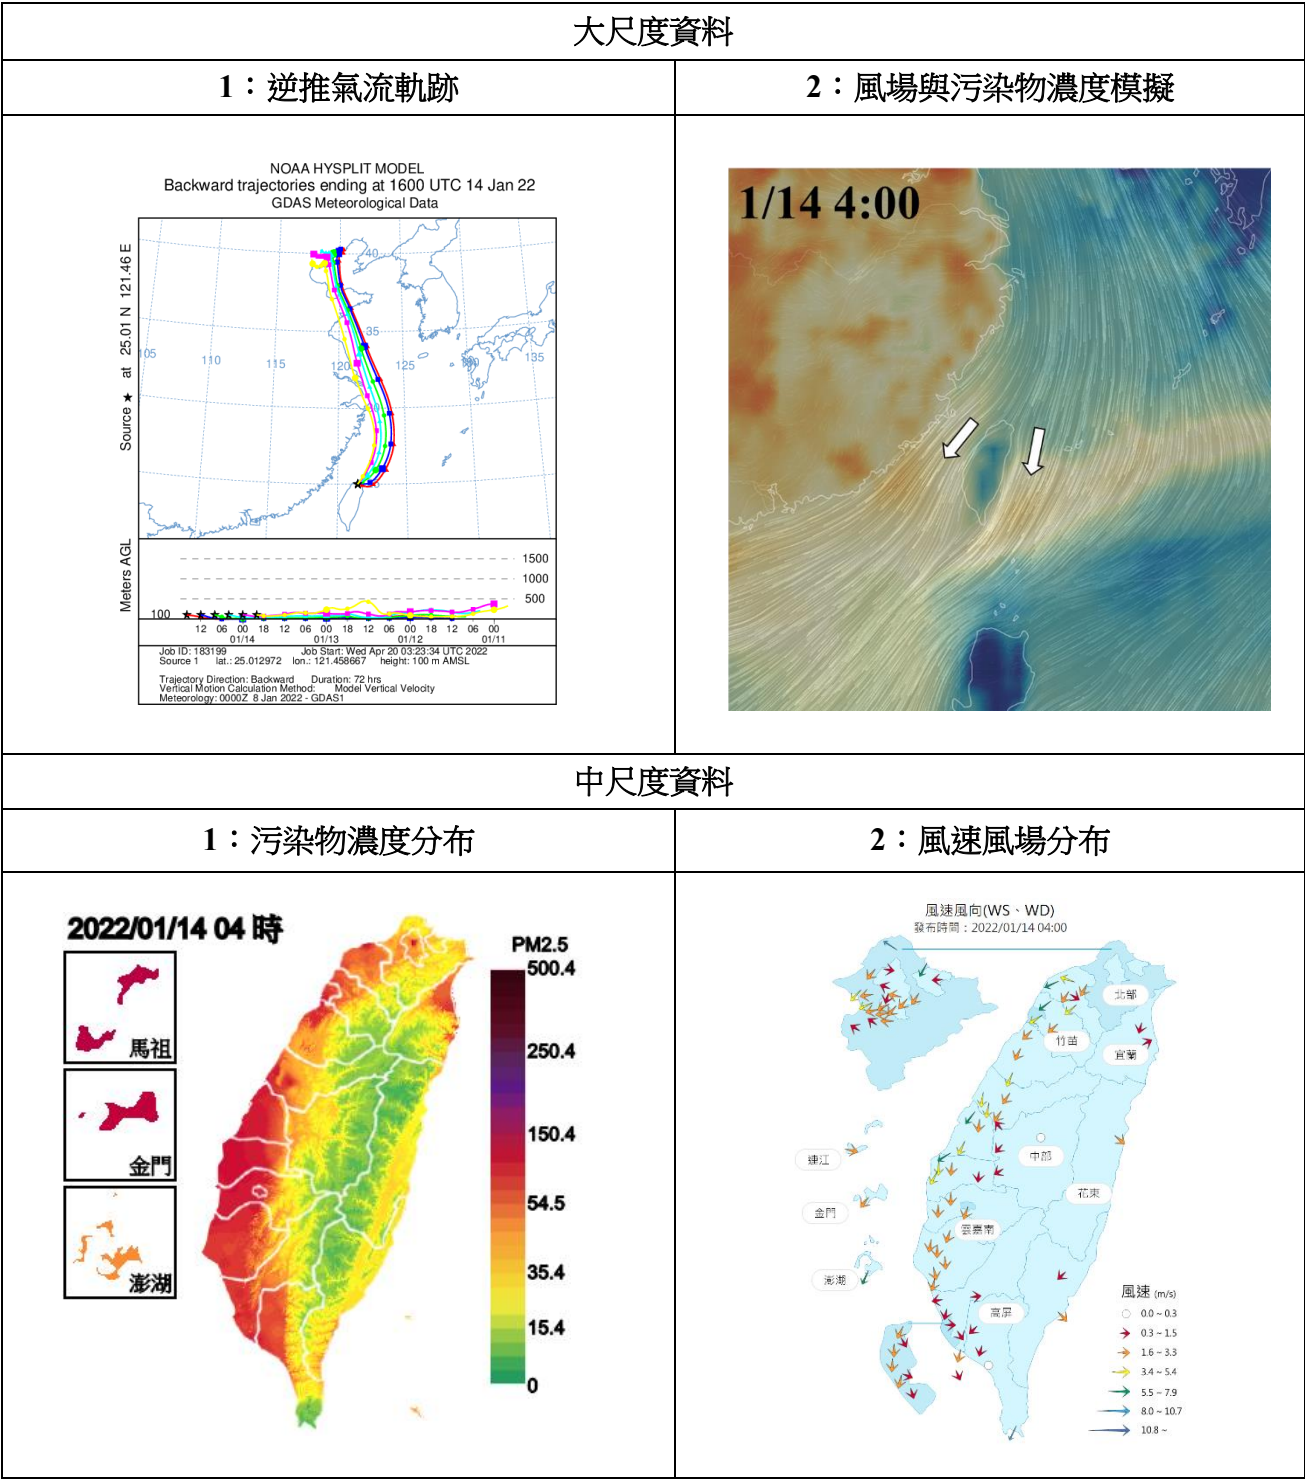 大尺度資料
1：逆推氣流軌跡
2：風場與污染物濃度模擬
NOAA HYSPLIT MODEL
Backward trajectories ending at 1600 UTC 14 Jan 22
GDAS Meteorological Data
Source ★ at 25.01 N 121.46 E
40
35
105
110
115
120
125
135
Meters AGL
1500
1000
500
100
12 06 00 18 12 06 00 18 12 06 00 18 12 06 00
01/14 01/13 01/12 01/11
Job ID: 183199 Job Start: Wed Apr 20 03:23:34 UTC 2022
Source 1 lat.: 25.012972 lon.: 121.458667 height: 100 m AMSL
Trajectory Direction: Backward Duration: 72 hrs
Vertical Motion Calculation Method: Model Vertical Velocity
Meteorology: 0000Z 8 Jan 2022 - GDAS1
1/14 4:00
中尺度資料
1：污染物濃度分布
2：風速風場分布
2022/01/14 04 時
馬祖
金門
澎湖
PM2.5
500.4
250.4
150.4
54.5
35.4
15.4
0
風速風向(WS、WD)
發布時間：2022/01/14 04:00
北部
竹苗
宜蘭
連江
中部
金門
花東
雲嘉南
澎湖
高屏
風速 (m/s)
0.0 ~ 0.3
0.3 ~ 1.5
1.6 ~ 3.3
3.4 ~ 5.4
5.5 ~ 7.9
8.0 ~ 10.7
10.8 ~